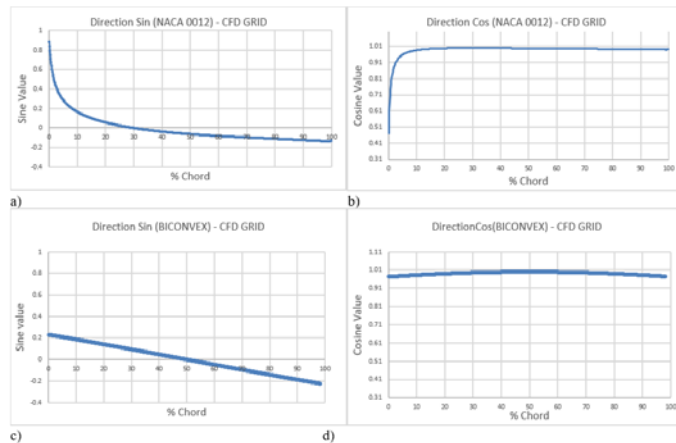 Direction Sin (NACA 0012) - CFD GRID
1
0.8
0.6
0.4
0.2
0
-0.2
-0.4
0 10 20 30 40 50 60 70 80 90 100
Sine Value
% Chord
a)
Direction Cos (NACA 0012) - CFD GRID
1.01
0.91
0.81
0.71
0.61
0.51
0.41
0.31
0 10 20 30 40 50 60 70 80 90 100
Cosine Value
% Chord
b)
Direction Sin (BICONVEX) - CFD GRID
1
0.8
0.6
0.4
0.2
0
-0.2
-0.4
0 10 20 30 40 50 60 70 80 90 100
Sine value
% Chord
c)
DirectionCos(BICONVEX) - CFD GRID
1.11
1.01
0.91
0.81
0.71
0.61
0.51
0.41
0.31
0 10 20 30 40 50 60 70 80 90 100
Cosine Value
% Chord
d)